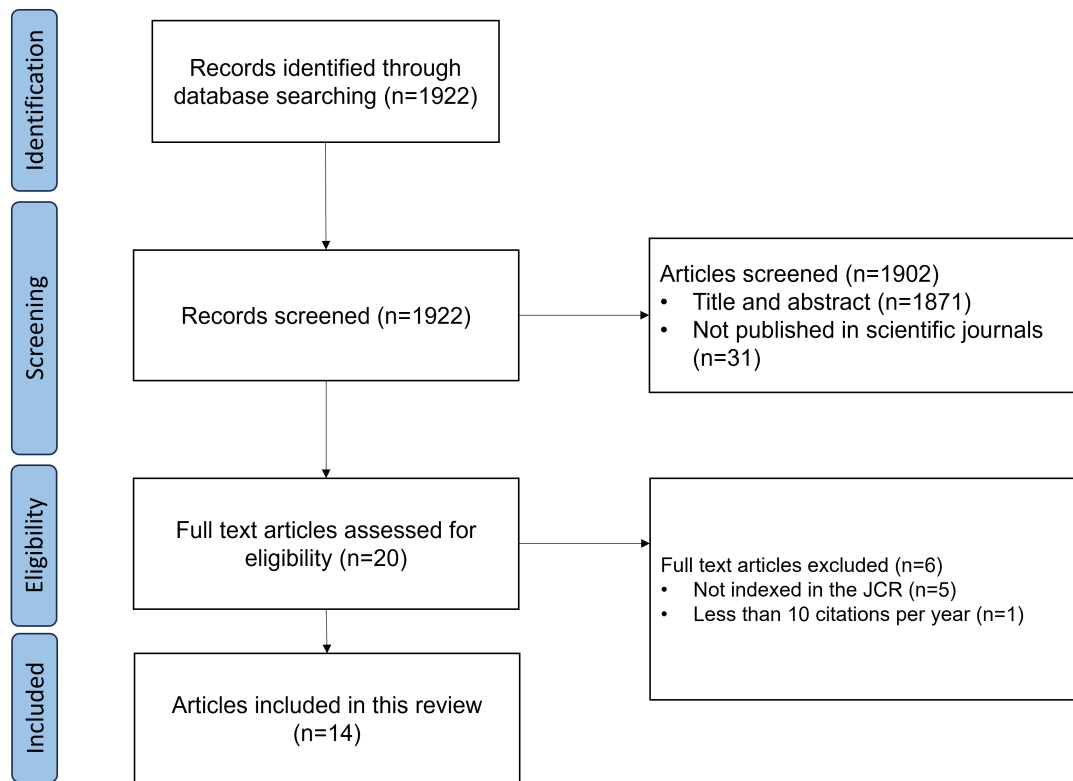 Identification
Records identified through
database searching (n=1922)
Screening
Records screened (n=1922)
Articles screened (n=1902)
• Title and abstract (n=1871)
• Not published in scientific journals
(n=31)
Eligibility
Full text articles assessed for
eligibility (n=20)
Full text articles excluded (n=6)
• Not indexed in the JCR (n=5)
• Less than 10 citations per year (n=1)
Included
Articles included in this review
(n=14)